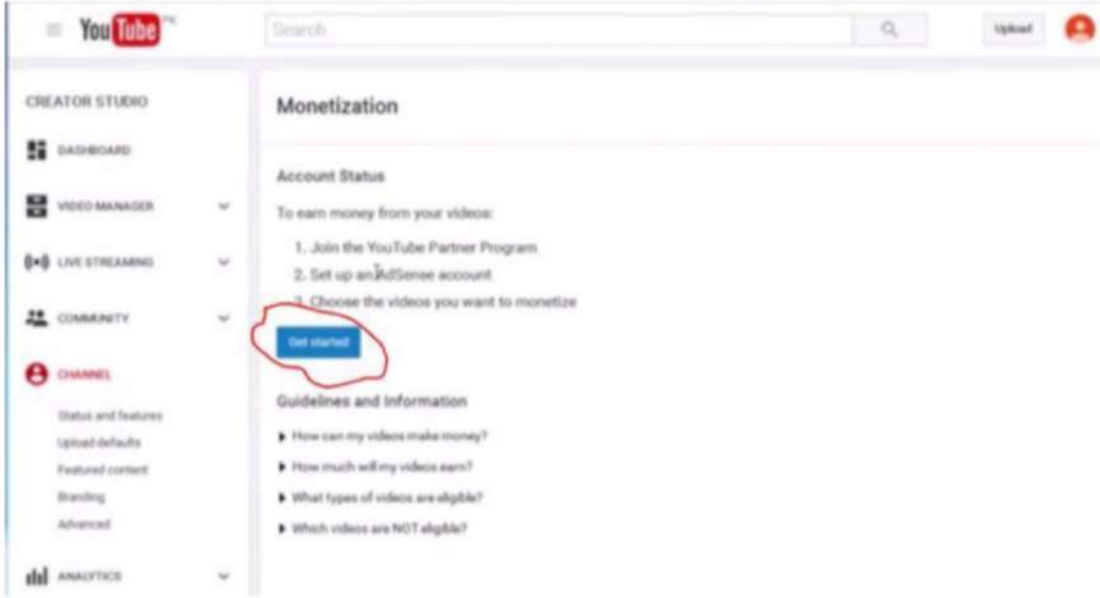 YouTube PK
Search
Upload
CREATOR STUDIO
DASHBOARD
VIDEO MANAGER
LIVE STREAMING
COMMUNITY
CHANNEL
Status and features
Upload defaults
Featured content
Branding
Advanced
ANALYTICS
Monetization
Account Status
To earn money from your videos:
1. Join the YouTube Partner Program
2. Set up an AdSense account
3. Choose the videos you want to monetize
Get started
Guidelines and Information
How can my videos make money?
How much will my videos earn?
What types of videos are eligible?
Which videos are NOT eligible?